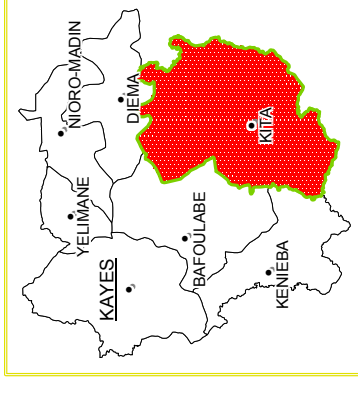 NIORO-MADIN
DIEMA
YELIMANE
KAYES
BAFOULABE
KITA
KENIEBA